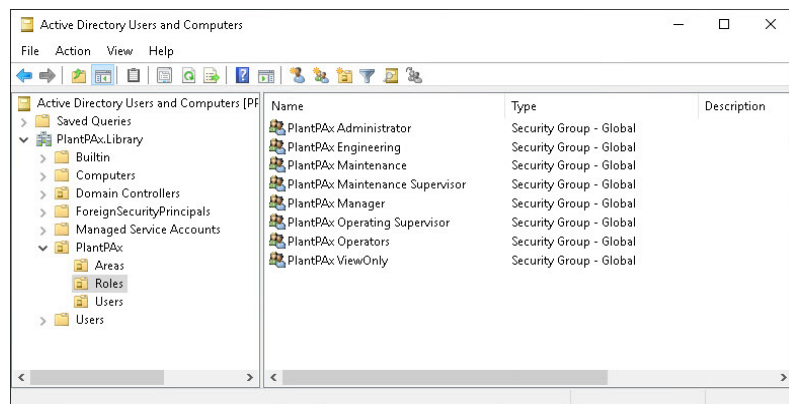 Active Directory Users and Computers
File Action View Help
Active Directory Users and Computers [PF
Saved Queries
PlantPAx.Library
Builtin
Computers
Domain Controllers
ForeignSecurityPrincipals
Managed Service Accounts
PlantPAx
Areas
Roles
Users
Users
Name Type Description
PlantPAx Administrator Security Group - Global
PlantPAx Engineering Security Group - Global
PlantPAx Maintenance Security Group - Global
PlantPAx Maintenance Supervisor Security Group - Global
PlantPAx Manager Security Group - Global
PlantPAx Operating Supervisor Security Group - Global
PlantPAx Operators Security Group - Global
PlantPAx ViewOnly Security Group - Global